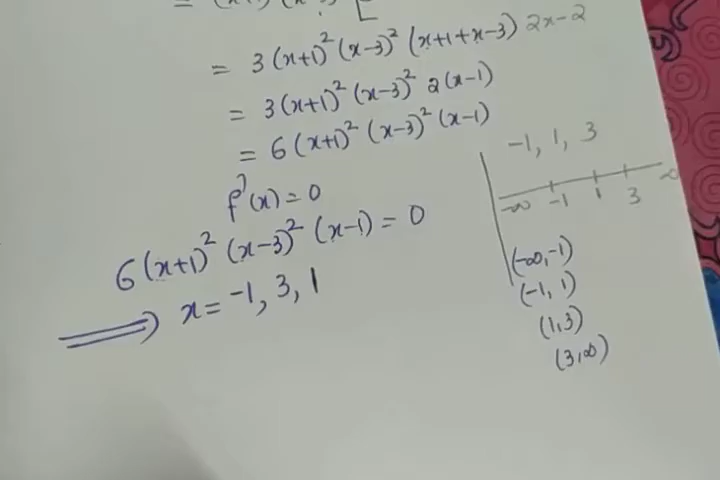 = 3(x+1)² (x-3)² (x+1+x-3) 2x-2
= 3(x+1)² (x-3)² 2(x-1)
= 6(x+1)² (x-3)² (x-1)
f'(x) = 0
6(x+1)² (x-3)² (x-1) = 0
⟹ x = -1, 3, 1
-1, 1, 3
-∞ -1 1 3 ∞
(-∞,-1)
(-1, 1)
(1,3)
(3,∞)